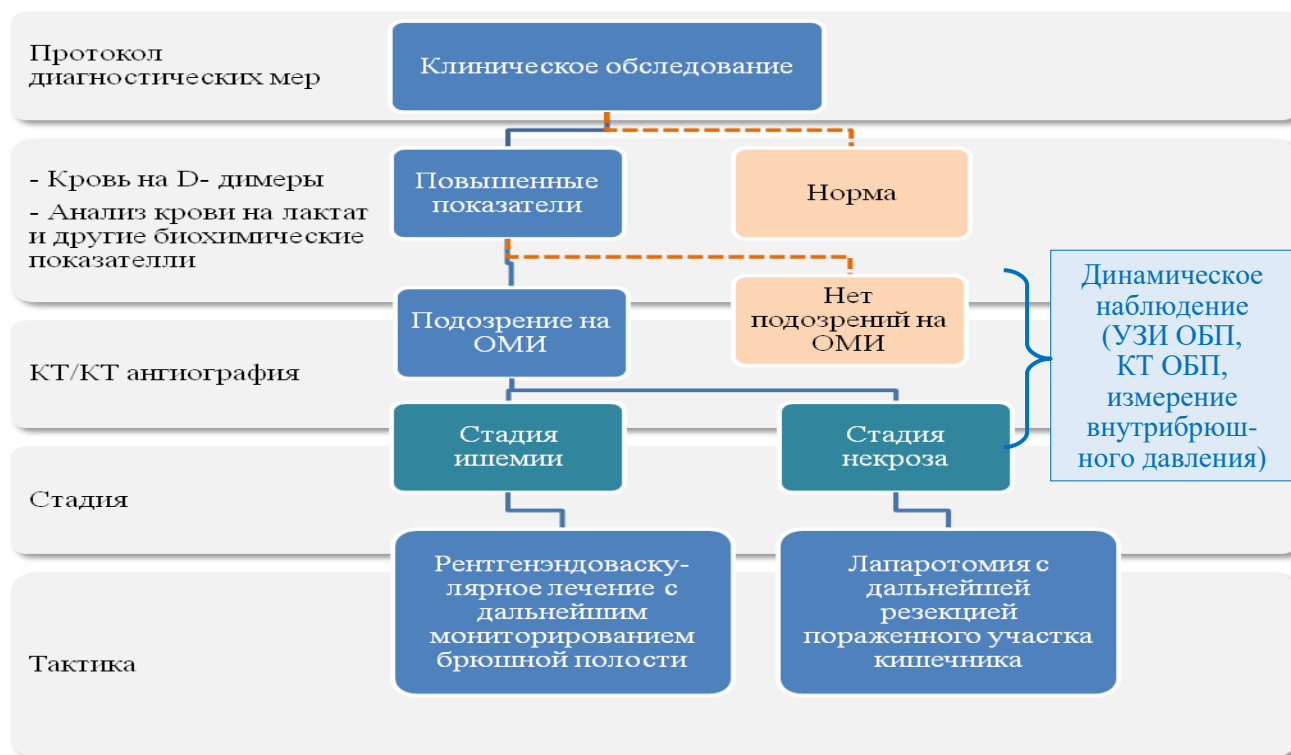 Протокол
диагностических мер
Клиническое обследование
- Кровь на D- димеры
- Анализ крови на лактат
и другие биохимические
показателли
Повышенные
показатели
Норма
Подозрение на
ОМИ
Нет
подозрений на
ОМИ
Динамическое
наблюдение
(УЗИ ОБП,
КТ ОБП,
измерение
внутрибрюш-
ного давления)
КТ/КТ ангиография
Стадия
ишемии
Стадия
некроза
Стадия
Рентгенэндоваску-
лярное лечение с
дальнейшим
мониторированием
брюшной полости
Лапаротомия с
дальнейшей
резекцией
пораженного участка
кишечника
Тактика